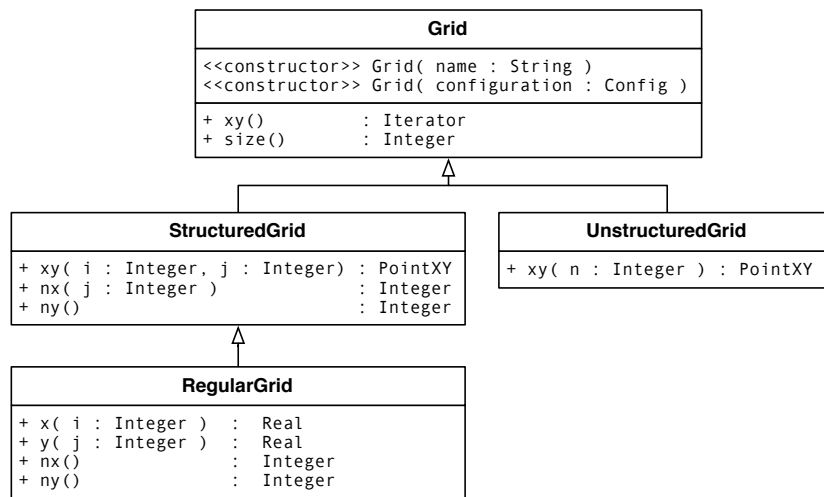 Grid
<<constructor>> Grid( name : String )
<<constructor>> Grid( configuration : Config )
+ xy() : Iterator
+ size() : Integer
StructuredGrid
+ xy( i : Integer, j : Integer) : PointXY
+ nx( j : Integer ) : Integer
+ ny() : Integer
UnstructuredGrid
+ xy( n : Integer ) : PointXY
RegularGrid
+ x( i : Integer ) : Real
+ y( j : Integer ) : Real
+ nx() : Integer
+ ny() : Integer